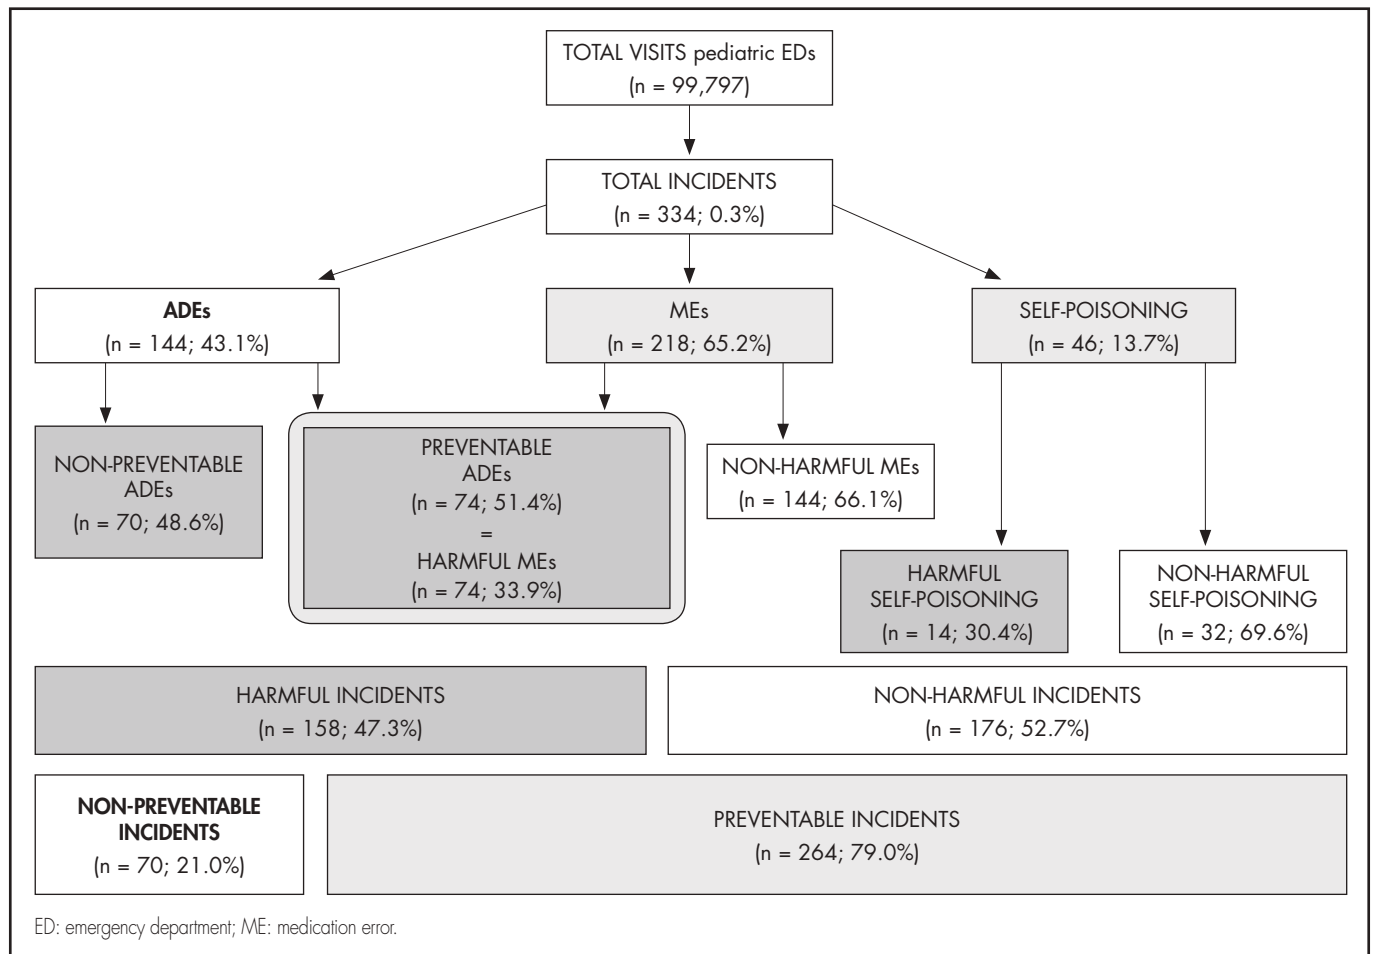 TOTAL VISITS pediatric EDs
(n = 99,797)
TOTAL INCIDENTS
(n = 334; 0.3%)
ADEs
(n = 144; 43.1%)
MEs
(n = 218; 65.2%)
SELF-POISONING
(n = 46; 13.7%)
NON-PREVENTABLE
ADEs
(n = 70; 48.6%)
PREVENTABLE
ADEs
(n = 74; 51.4%)
=
HARMFUL MEs
(n = 74; 33.9%)
NON-HARMFUL MEs
(n = 144; 66.1%)
HARMFUL
SELF-POISONING
(n = 14; 30.4%)
NON-HARMFUL
SELF-POISONING
(n = 32; 69.6%)
HARMFUL INCIDENTS
(n = 158; 47.3%)
NON-HARMFUL INCIDENTS
(n = 176; 52.7%)
NON-PREVENTABLE
INCIDENTS
(n = 70; 21.0%)
PREVENTABLE INCIDENTS
(n = 264; 79.0%)
ED: emergency department; ME: medication error.